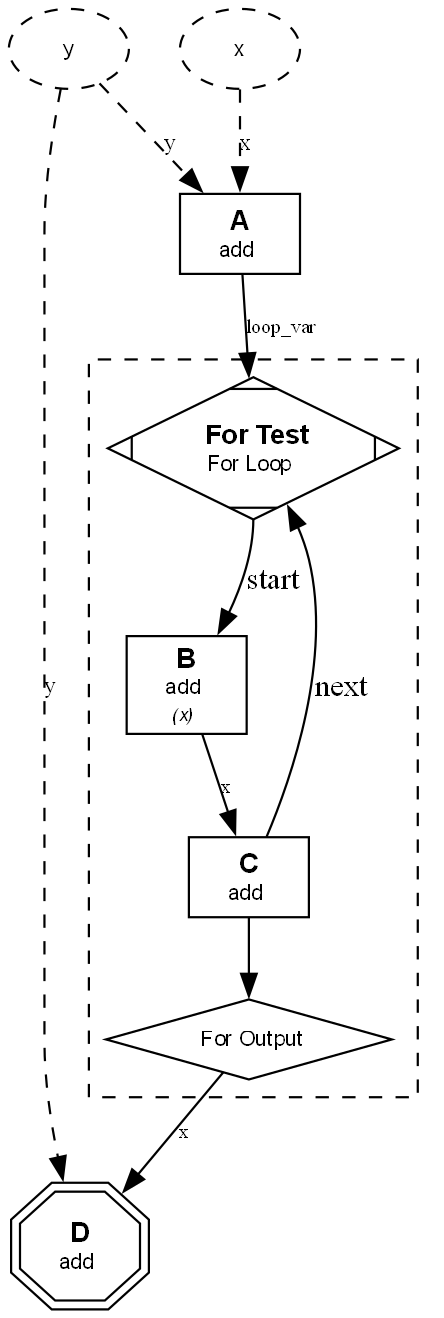 y
x
y
x
A
add
loop_var
For Test
For Loop
start
B
add
(x)
y
next
x
C
add
For Output
x
D
add